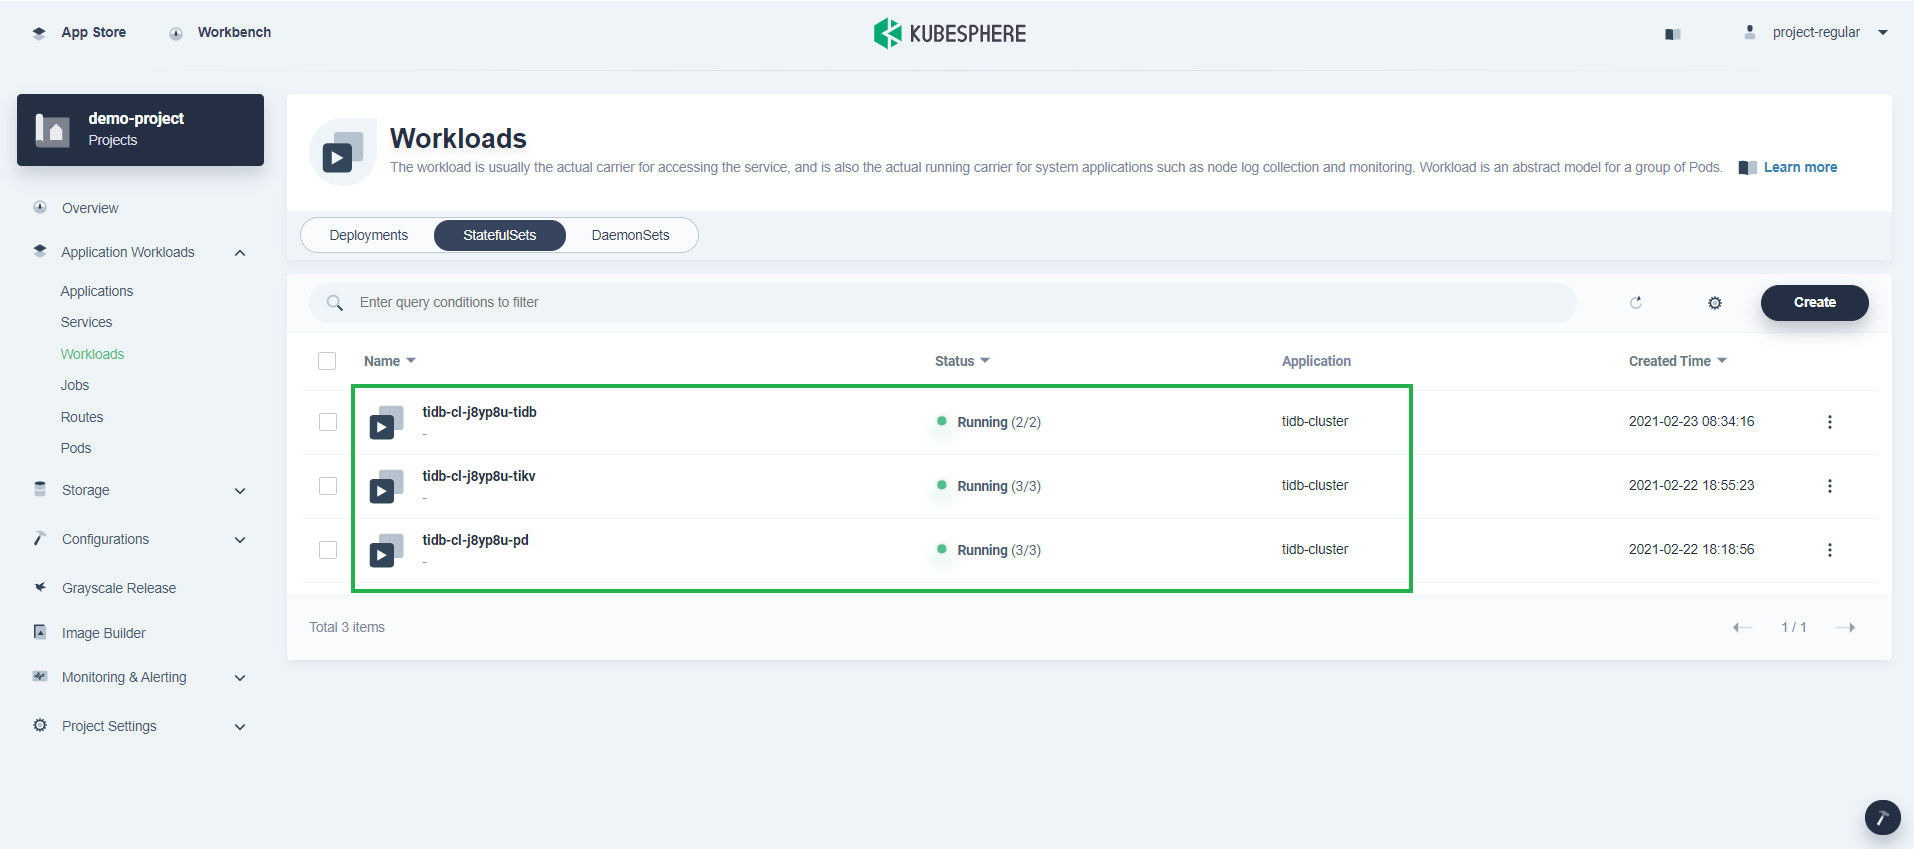 App Store
Workbench
KUBESPHERE
project-regular
demo-project
Projects
Overview
Application Workloads
Applications
Services
Workloads
Jobs
Routes
Pods
Storage
Configurations
Grayscale Release
Image Builder
Monitoring & Alerting
Project Settings
Workloads
The workload is usually the actual carrier for accessing the service, and is also the actual running carrier for system applications such as node log collection and monitoring. Workload is an abstract model for a group of Pods. Learn more
Deployments StatefulSets DaemonSets
Enter query conditions to filter
Create
Name Status Application Created Time
tidb-cl-j8yp8u-tidb Running (2/2) tidb-cluster 2021-02-23 08:34:16
-
tidb-cl-j8yp8u-tikv Running (3/3) tidb-cluster 2021-02-22 18:55:23
-
tidb-cl-j8yp8u-pd Running (3/3) tidb-cluster 2021-02-22 18:18:56
-
Total 3 items
1 / 1